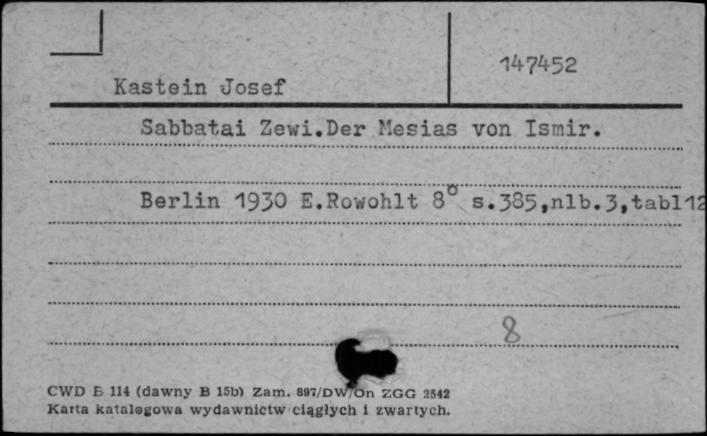 147452
Kastein Josef
Sabbatai Zewi.Der Mesias von Ismir.
Berlin 1930 E.Rowohlt 8° s.385,nlb.3,tabl12
8
CWD B 114 (dawny B 15b) Zam. 897/DW/On ZGG 2542
Karta katalogowa wydawnictw ciągłych i zwartych.